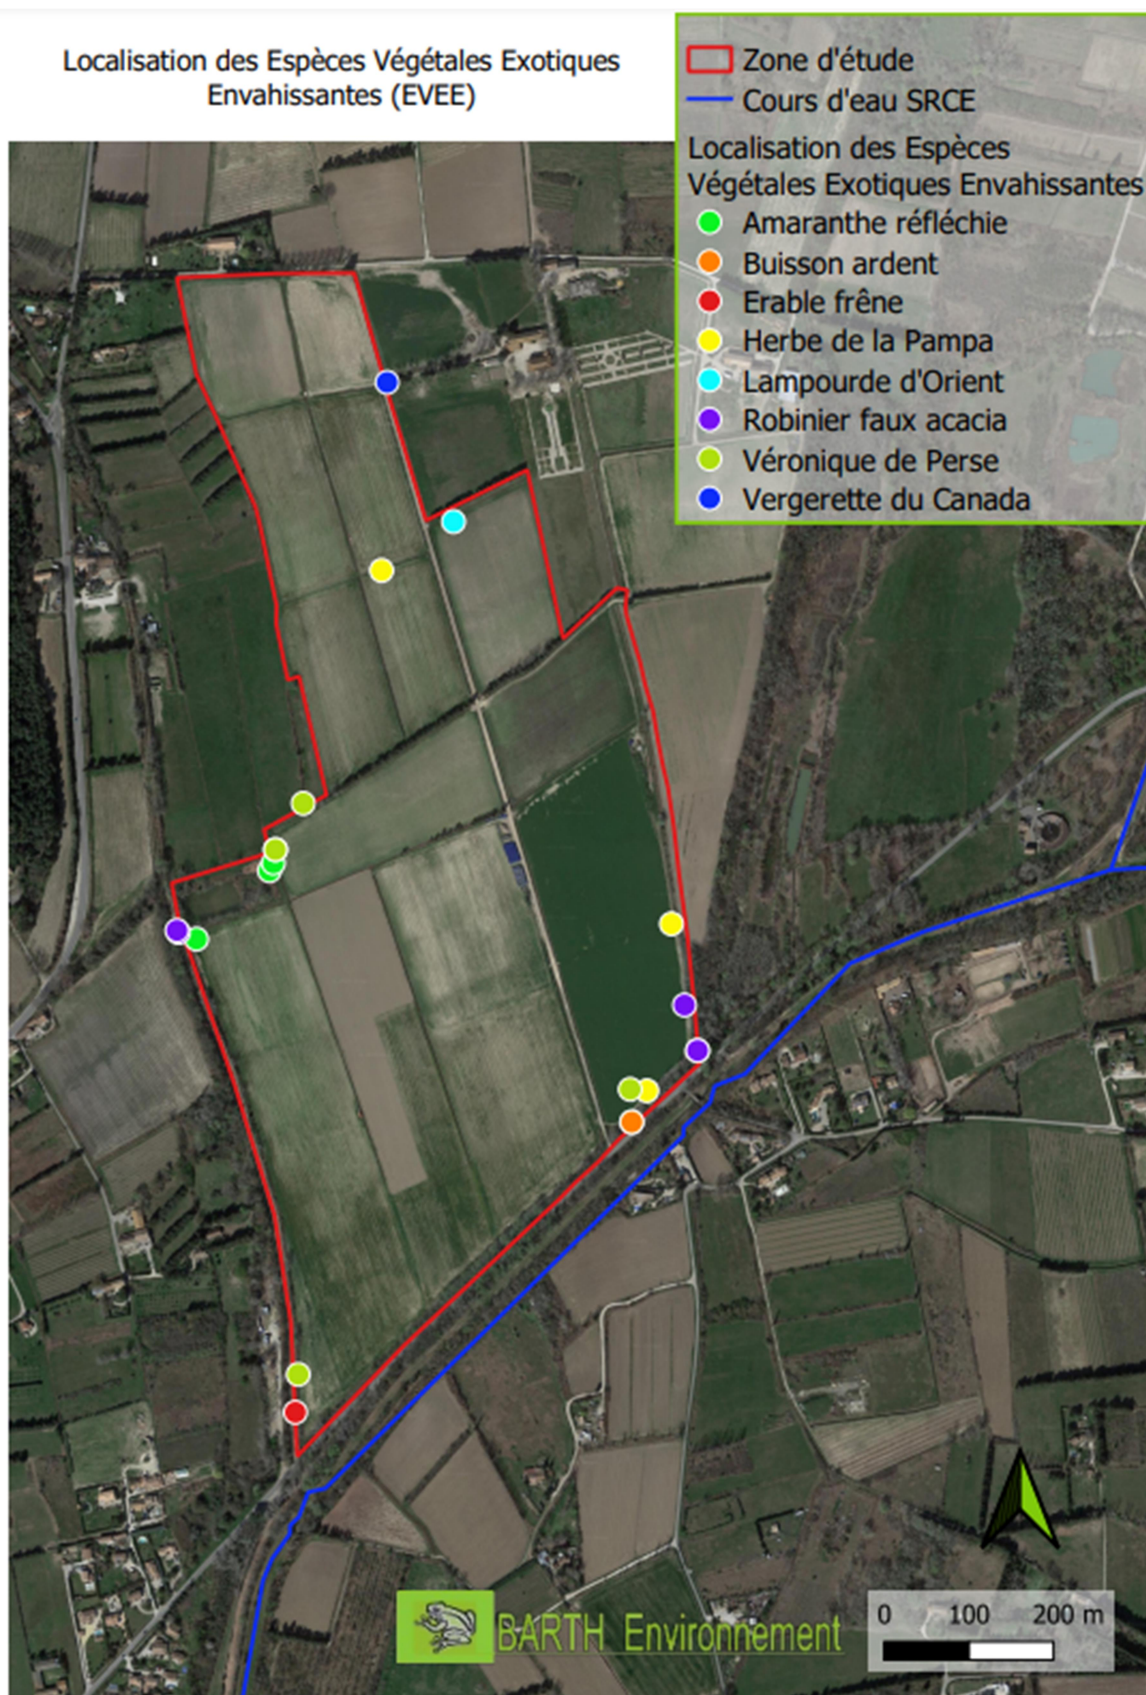 Localisation des Espèces Végétales Exotiques
Envahissantes (EVEE)
Zone d'étude
Cours d'eau SRCE
Localisation des Espèces
Végétales Exotiques Envahissantes
Amaranthe réfléchie
Buisson ardent
Erable frêne
Herbe de la Pampa
Lampourde d'Orient
Robinier faux acacia
Véronique de Perse
Vergerette du Canada
BARTH Environnement
0 100 200 m